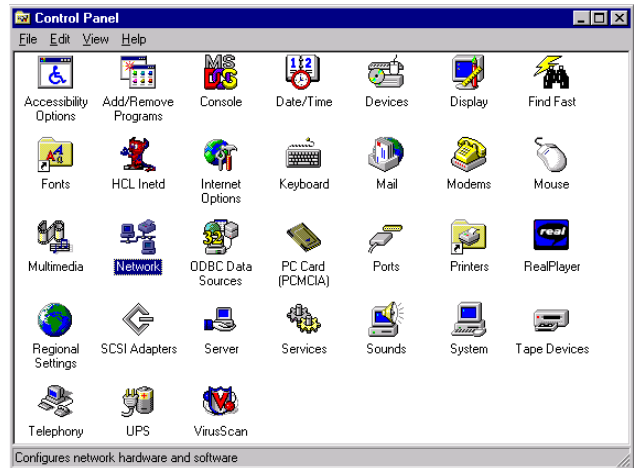 Control Panel
File Edit View Help
Accessibility Options
Add/Remove Programs
Console
Date/Time
Devices
Display
Find Fast
Fonts
HCL Inetd
Internet Options
Keyboard
Mail
Modems
Mouse
Multimedia
Network
ODBC Data Sources
PC Card (PCMCIA)
Ports
Printers
real
RealPlayer
Regional Settings
SCSI Adapters
Server
Services
Sounds
System
Tape Devices
Telephony
UPS
VirusScan
Configures network hardware and software